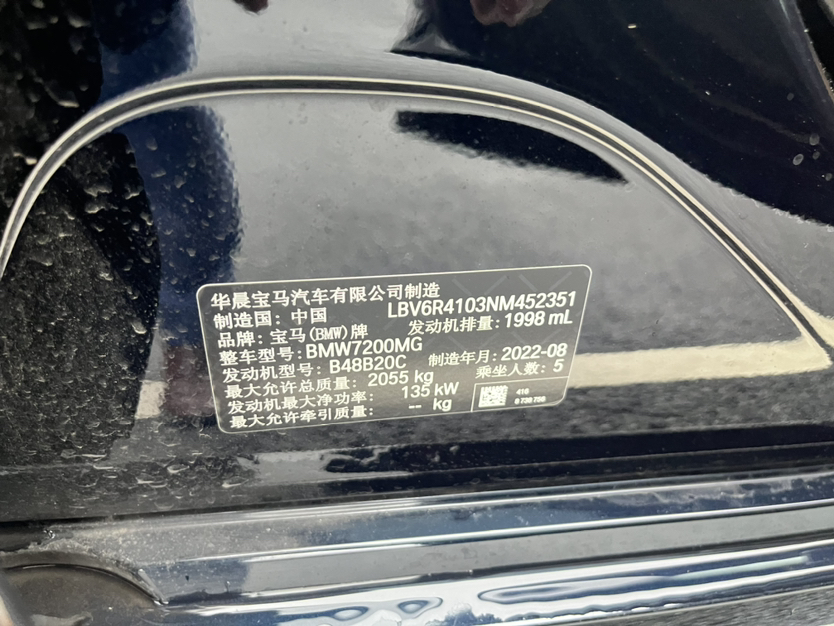 华晨宝马汽车有限公司制造
制造国: 中国 LBV6R4103NM452351
品牌: 宝马(BMW)牌 发动机排量: 1998 mL
整车型号: BMW7200MG
发动机型号: B48B20C 制造年月: 2022-08
最大允许总质量: 2055 kg 乘坐人数: 5
发动机最大净功率: 135 kW
最大允许牵引质量: -- kg
416